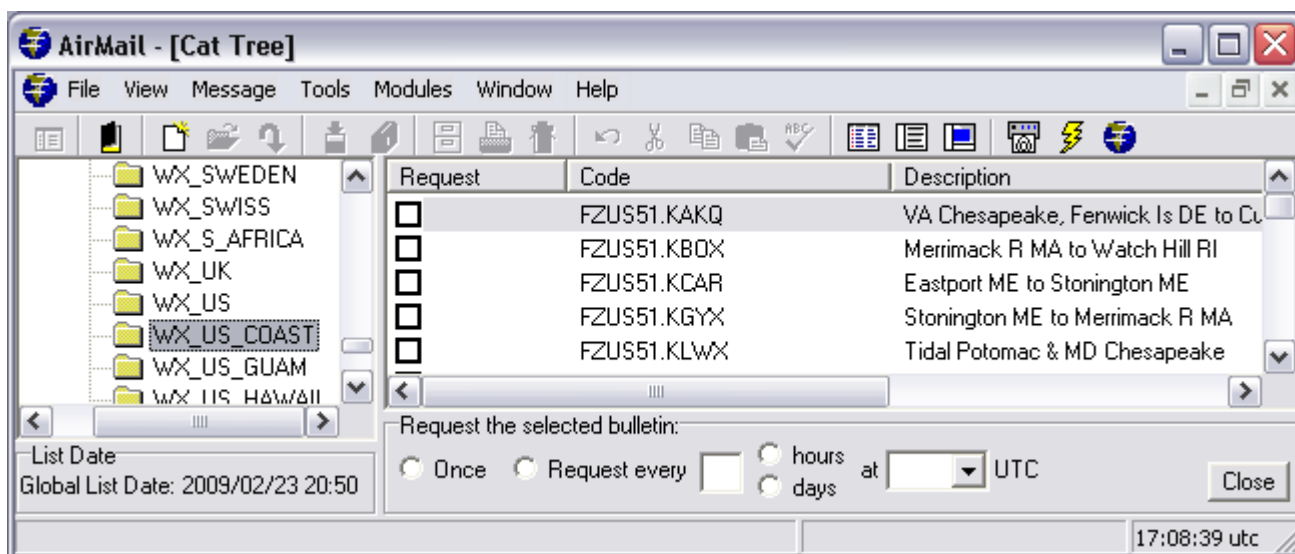 AirMail - [Cat Tree]
File View Message Tools Modules Window Help
ABC
WX_SWEDEN
WX_SWISS
WX_S_AFRICA
WX_UK
WX_US
WX_US_COAST
WX_US_GUAM
WX_US_HAWAII
Request Code Description
FZUS51.KAKQ VA Chesapeake, Fenwick Is DE to Cu
FZUS51.KBOX Merrimack R MA to Watch Hill RI
FZUS51.KCAR Eastport ME to Stonington ME
FZUS51.KGYX Stonington ME to Merrimack R MA
FZUS51.KLWX Tidal Potomac & MD Chesapeake
List Date
Global List Date: 2009/02/23 20:50
Request the selected bulletin:
Once Request every hours days at UTC
Close
17:08:39 utc